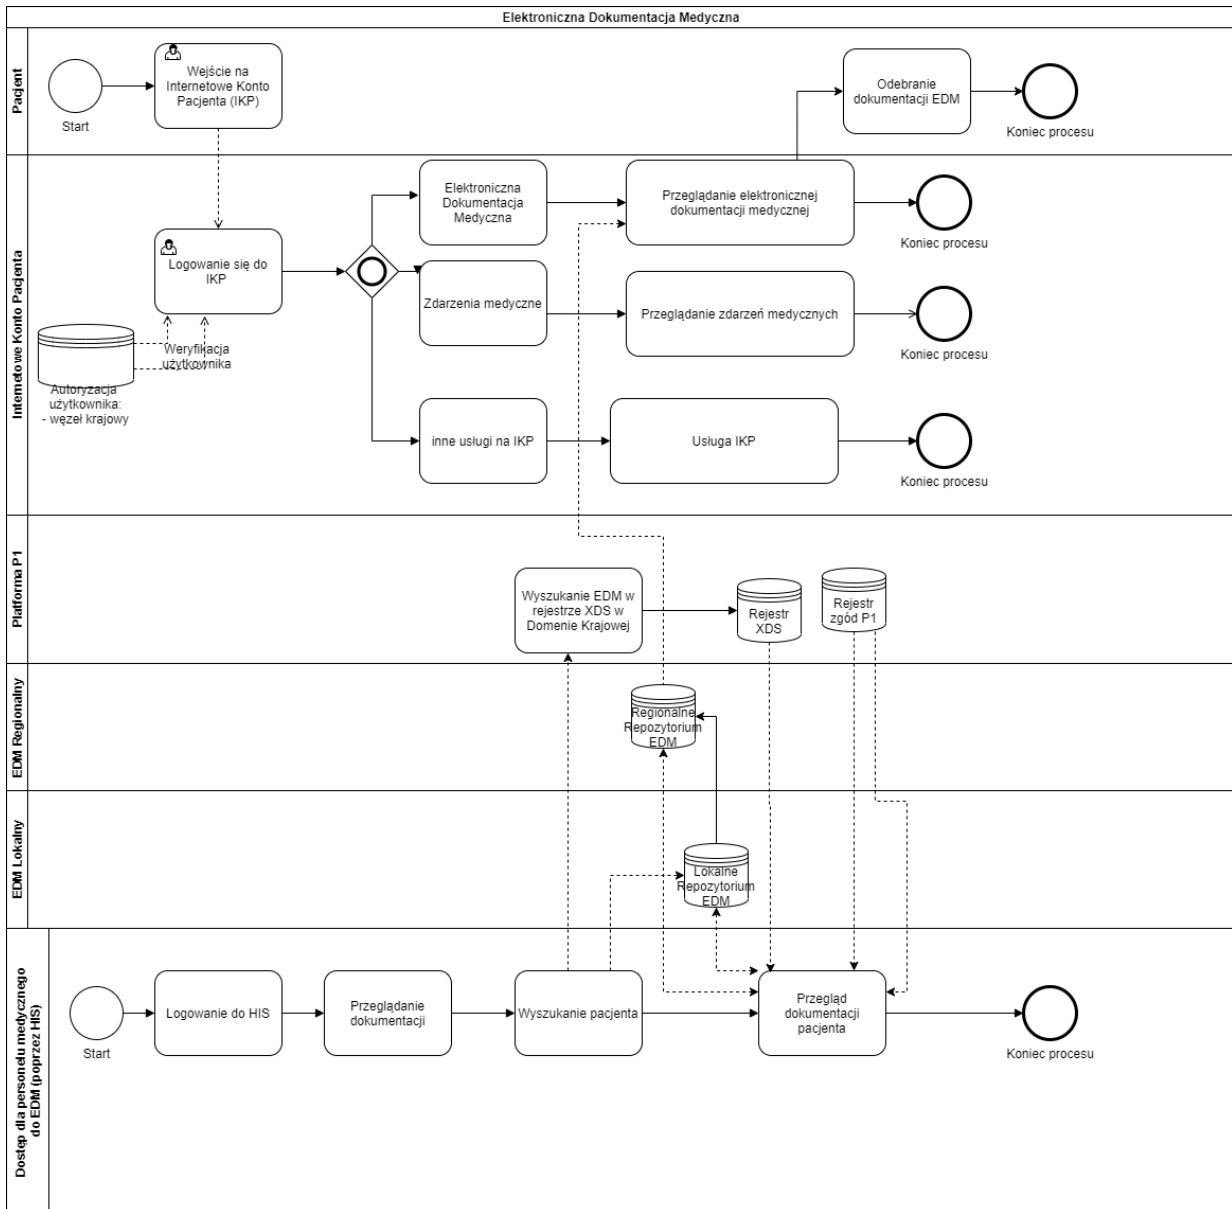 Elektroniczna Dokumentacja Medyczna
Pacjent
Start
Wejście na
Internetowe Konto
Pacjenta (IKP)
Odebranie
dokumentacji EDM
Koniec procesu
Internetowe Konto Pacjenta
Logowanie się do
IKP
Weryfikacja
użytkownika
Autoryzacja
użytkownika:
- węzeł krajowy
Elektroniczna
Dokumentacja
Medyczna
Przeglądanie elektronicznej
dokumentacji medycznej
Koniec procesu
Zdarzenia medyczne
Przeglądanie zdarzeń medycznych
Koniec procesu
inne usługi na IKP
Usługa IKP
Koniec procesu
Platforma P1
Wyszukanie EDM w
rejestrze XDS w
Domenie Krajowej
Rejestr
XDS
Rejestr
zgód P1
EDM Regionalny
Regionalne
Repozytorium
EDM
EDM Lokalny
Lokalne
Repozytorium
EDM
Dostęp dla personelu medycznego
do EDM (poprzez HIS)
Start
Logowanie do HIS
Przeglądanie
dokumentacji
Wyszukanie pacjenta
Przegląd
dokumentacji
pacjenta
Koniec procesu